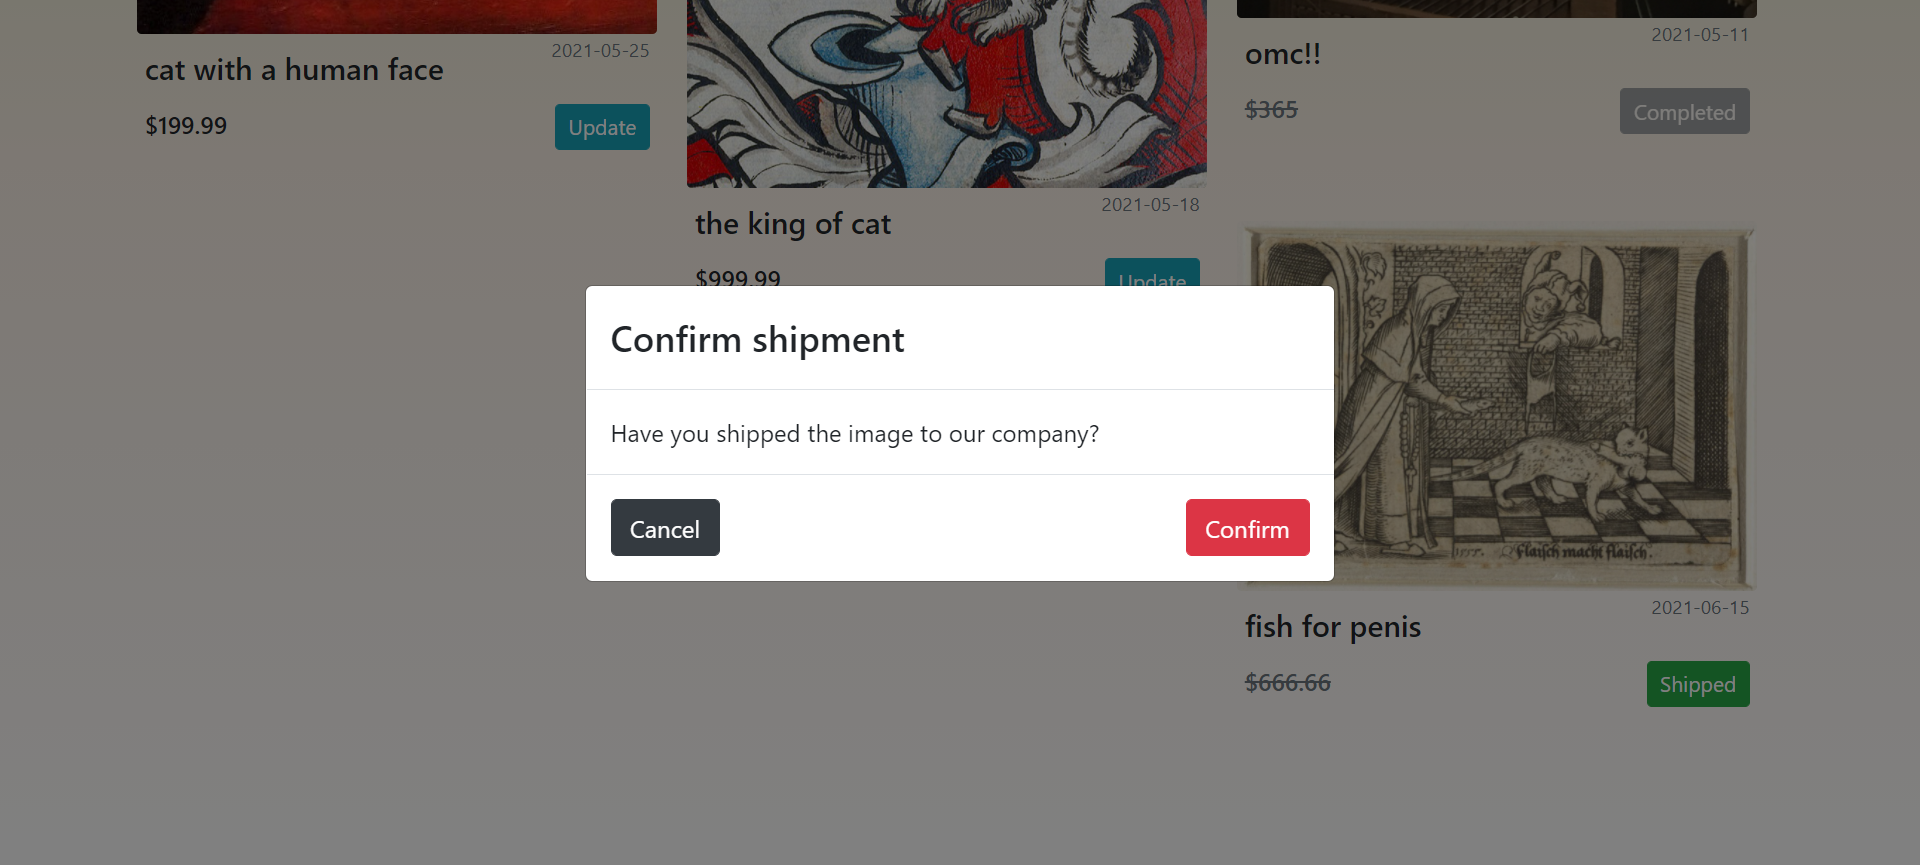 2021-05-25
cat with a human face
$199.99
Update
2021-05-18
the king of cat
$999.99
Update
2021-05-11
omc!!
$365
Completed
Confirm shipment
Have you shipped the image to our company?
Cancel
Confirm
flaisch macht flaisch.
2021-06-15
fish for penis
$666.66
Shipped